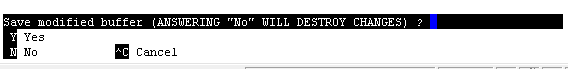 Save modified buffer (ANSWERING "No" WILL DESTROY CHANGES) ?
Y Yes
N No ^C Cancel